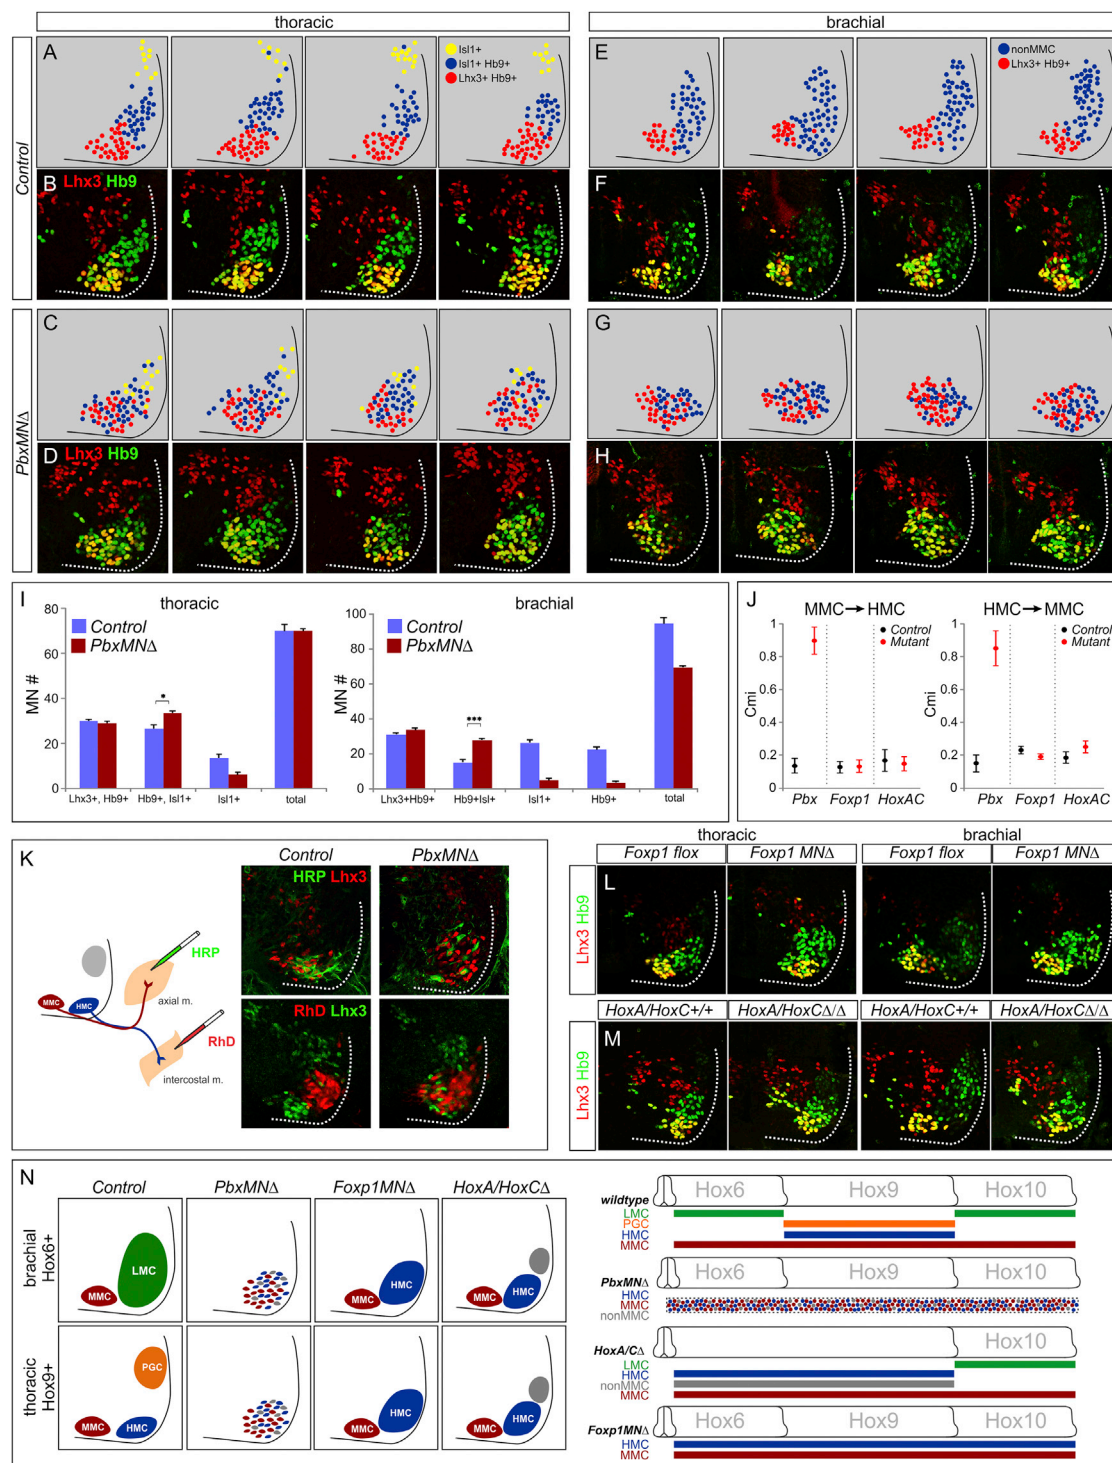 thoracic
brachial
Control
A
Isl1+
Isl1+ Hb9+
Lhx3+ Hb9+
E
nonMMC
Lhx3+ Hb9+
B Lhx3 Hb9
F
PbxMNΔ
C
G
D Lhx3 Hb9
H
I
thoracic
Control
PbxMNΔ
MN #
80
60
40
20
0
*
Lhx3+, Hb9+
Hb9+, Isl1+
Isl1+
total
brachial
Control
PbxMNΔ
MN #
100
80
60
40
20
0
***
Lhx3+Hb9+
Hb9+Isl+
Isl1+
Hb9+
total
J
MMC→HMC
Control
Mutant
Cmi
1
0.8
0.6
0.4
0.2
0
Pbx
Foxp1
HoxAC
HMC→MMC
Control
Mutant
Cmi
1
0.8
0.6
0.4
0.2
0
Pbx
Foxp1
HoxAC
K
Control
PbxMNΔ
HRP Lhx3
HRP
axial m.
MMC
HMC
RhD
intercostal m.
RhD Lhx3
thoracic
brachial
Foxp1 flox
Foxp1 MNΔ
Foxp1 flox
Foxp1 MNΔ
L
Lhx3 Hb9
HoxA/HoxC+/+
HoxA/HoxCΔ/Δ
HoxA/HoxC+/+
HoxA/HoxCΔ/Δ
M
Lhx3 Hb9
N
Control
PbxMNΔ
Foxp1MNΔ
HoxA/HoxCΔ
brachial
Hox6+
LMC
MMC
MMC
HMC
MMC
HMC
thoracic
Hox9+
PGC
MMC
HMC
MMC
HMC
MMC
HMC
wildtype
Hox6
Hox9
Hox10
LMC
PGC
HMC
MMC
PbxMNΔ
Hox6
Hox9
Hox10
HMC
MMC
nonMMC
HoxA/CΔ
Hox10
LMC
HMC
nonMMC
MMC
Foxp1MNΔ
Hox6
Hox9
Hox10
HMC
MMC